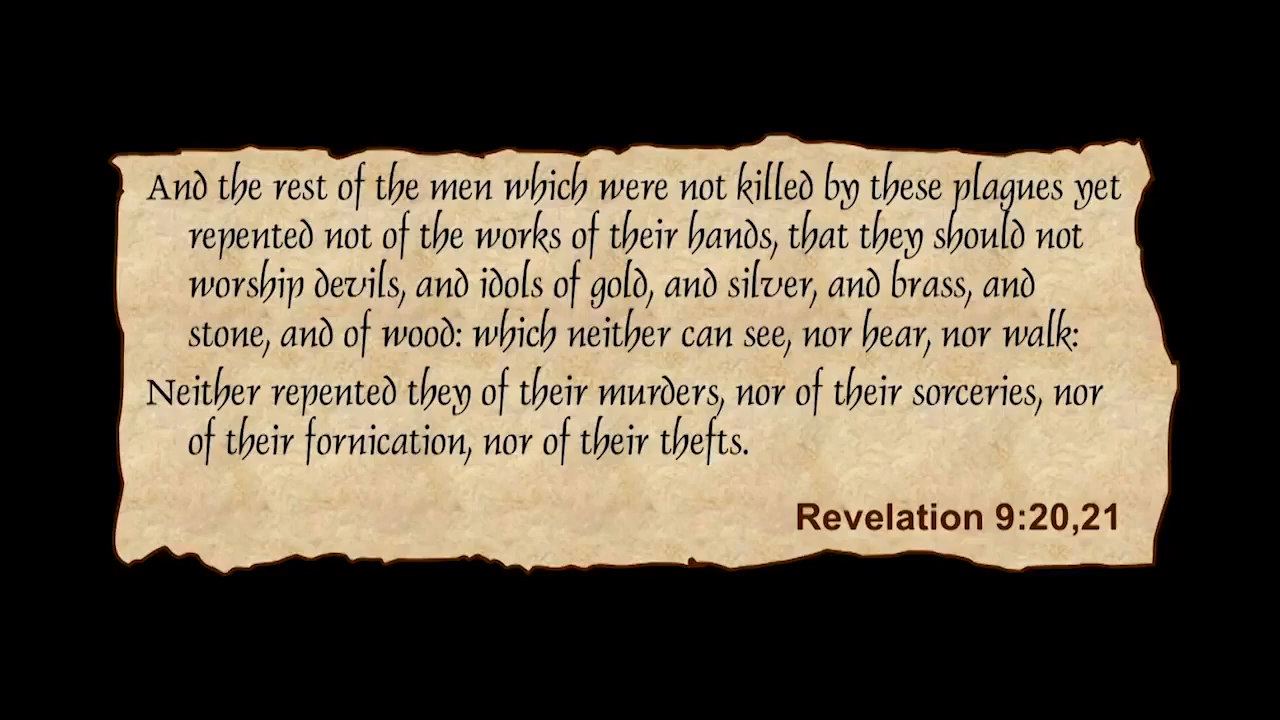 And the rest of the men which were not killed by these plagues yet
repented not of the works of their hands, that they should not
worship devils, and idols of gold, and silver, and brass, and
stone, and of wood: which neither can see, nor hear, nor walk:
Neither repented they of their murders, nor of their sorceries, nor
of their fornication, nor of their thefts.
Revelation 9:20,21